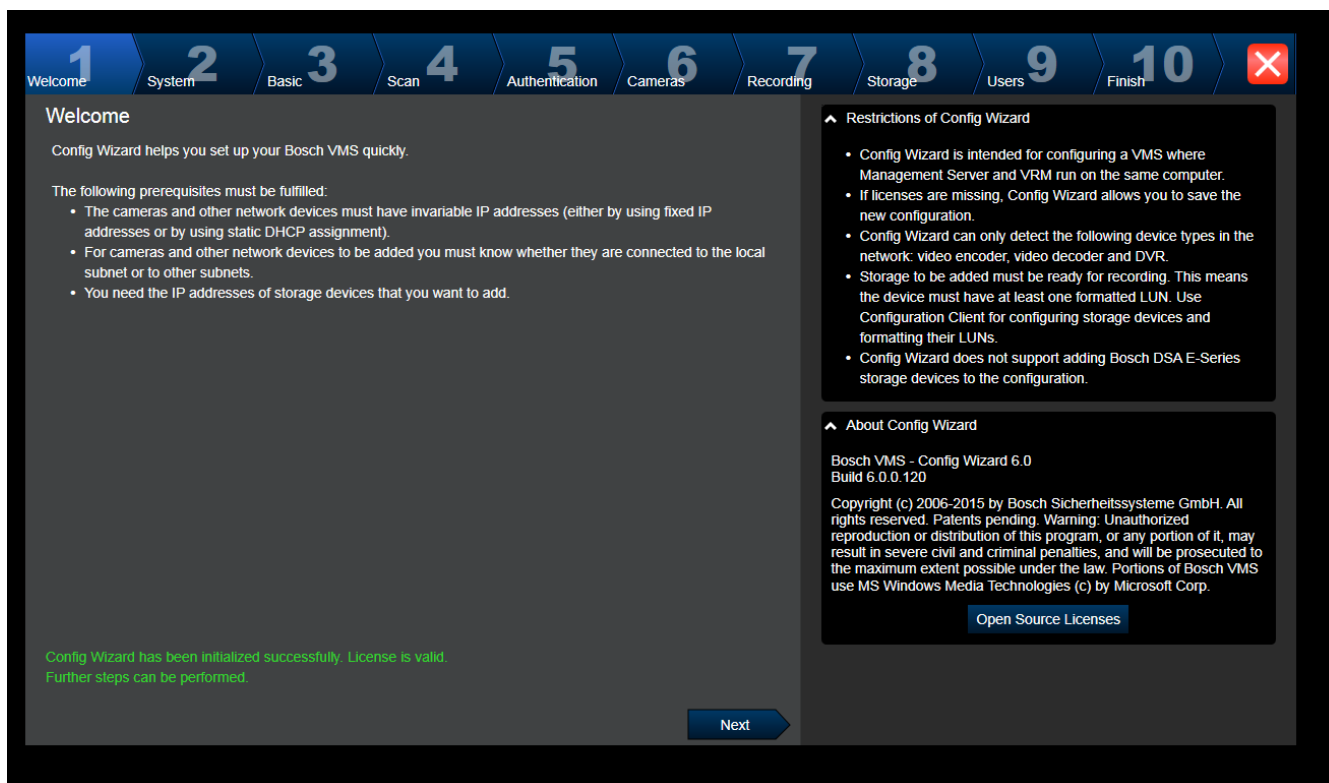 1 Welcome
2 System
3 Basic
4 Scan
5 Authentication
6 Cameras
7 Recording
8 Storage
9 Users
10 Finish
Welcome
Config Wizard helps you set up your Bosch VMS quickly.
The following prerequisites must be fulfilled:
• The cameras and other network devices must have invariable IP addresses (either by using fixed IP
addresses or by using static DHCP assignment).
• For cameras and other network devices to be added you must know whether they are connected to the local
subnet or to other subnets.
• You need the IP addresses of storage devices that you want to add.
Config Wizard has been initialized successfully. License is valid.
Further steps can be performed.
Next
Restrictions of Config Wizard
• Config Wizard is intended for configuring a VMS where
Management Server and VRM run on the same computer.
• If licenses are missing, Config Wizard allows you to save the
new configuration.
• Config Wizard can only detect the following device types in the
network: video encoder, video decoder and DVR.
• Storage to be added must be ready for recording. This means
the device must have at least one formatted LUN. Use
Configuration Client for configuring storage devices and
formatting their LUNs.
• Config Wizard does not support adding Bosch DSA E-Series
storage devices to the configuration.
About Config Wizard
Bosch VMS - Config Wizard 6.0
Build 6.0.0.120
Copyright (c) 2006-2015 by Bosch Sicherheitssysteme GmbH. All
rights reserved. Patents pending. Warning: Unauthorized
reproduction or distribution of this program, or any portion of it, may
result in severe civil and criminal penalties, and will be prosecuted to
the maximum extent possible under the law. Portions of Bosch VMS
use MS Windows Media Technologies (c) by Microsoft Corp.
Open Source Licenses